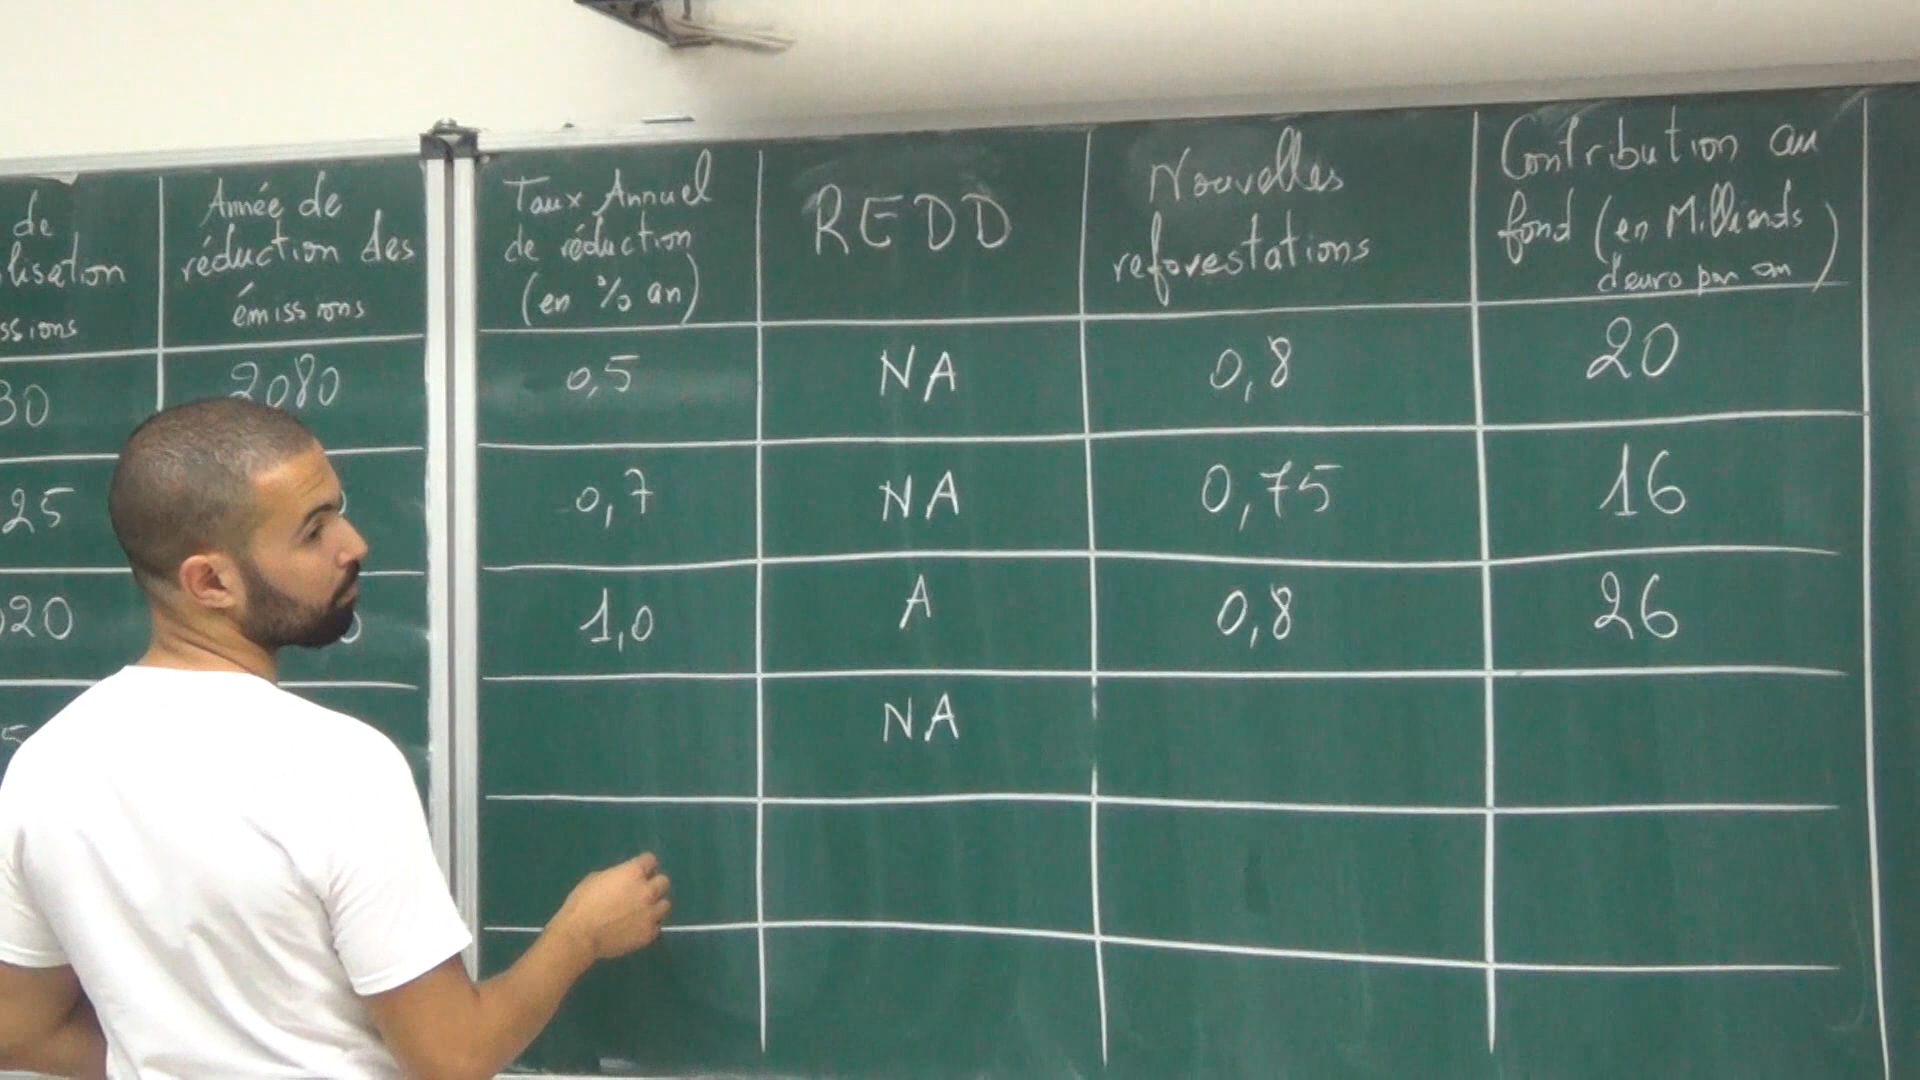 de
lisation
ssions
Année de
réduction des
émissions
Taux Annuel
de réduction
(en % an)
REDD
Nouvelles
reforestations
Contribution au
fond (en Milliards
d'euro par an)
30
2080
0,5
NA
0,8
20
25
0,7
NA
0,75
16
020
1,0
A
0,8
26
5
NA